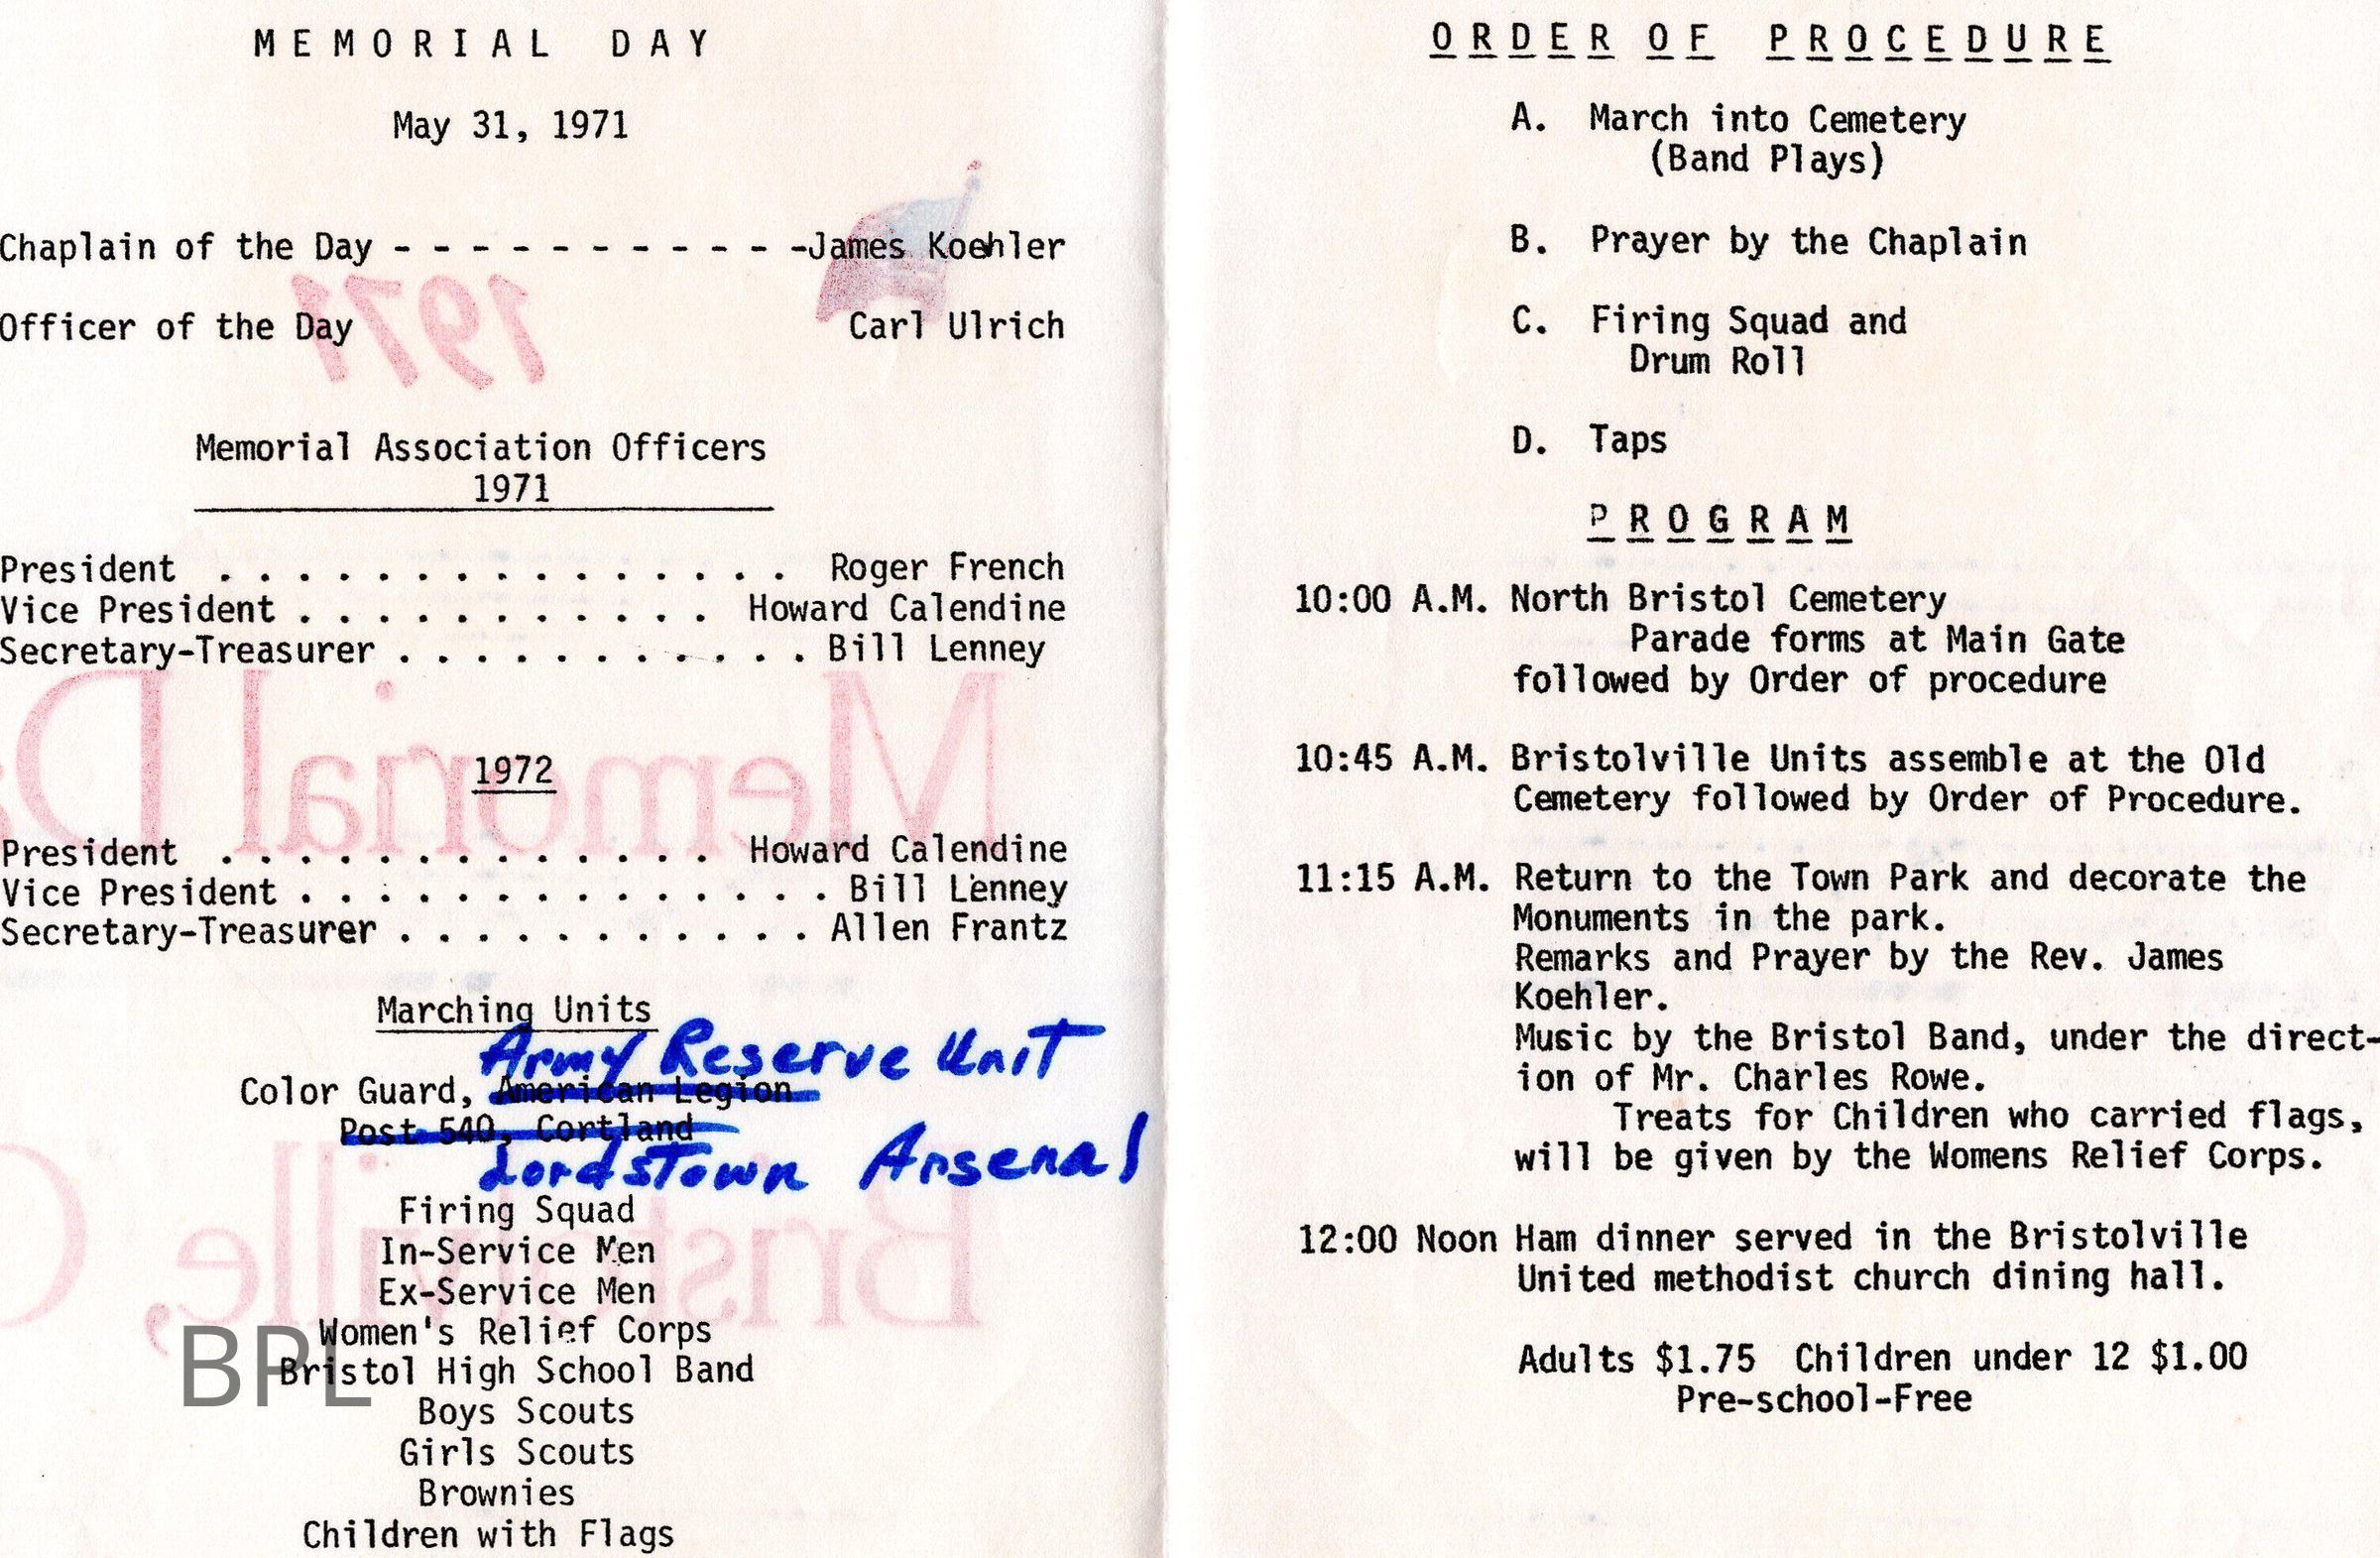 MEMORIAL DAY
May 31, 1971
Chaplain of the Day - - - - - - - - - - -James Koehler
Officer of the Day Carl Ulrich
Memorial Association Officers
1971
President . . . . . . . . . . . . . . . Roger French
Vice President . . . . . . . . . . . Howard Calendine
Secretary-Treasurer . . . . . . . . . . . Bill Lenney
1972
President . . . . . . . . . . . . . Howard Calendine
Vice President . . . . . . . . . . . . . . Bill Lenney
Secretary-Treasurer . . . . . . . . . . . Allen Frantz
Marching Units
Army Reserve Unit
Color Guard, American Legion
Post 540, Cortland
Lordstown Arsenal
Firing Squad
In-Service Men
Ex-Service Men
Women's Relief Corps
Bristol High School Band
Boys Scouts
Girls Scouts
Brownies
Children with Flags
BPL
ORDER OF PROCEDURE
A. March into Cemetery
(Band Plays)
B. Prayer by the Chaplain
C. Firing Squad and
Drum Roll
D. Taps
PROGRAM
10:00 A.M. North Bristol Cemetery
Parade forms at Main Gate
followed by Order of procedure
10:45 A.M. Bristolville Units assemble at the Old
Cemetery followed by Order of Procedure.
11:15 A.M. Return to the Town Park and decorate the
Monuments in the park.
Remarks and Prayer by the Rev. James
Koehler.
Music by the Bristol Band, under the direct-
ion of Mr. Charles Rowe.
Treats for Children who carried flags,
will be given by the Womens Relief Corps.
12:00 Noon Ham dinner served in the Bristolville
United methodist church dining hall.
Adults $1.75 Children under 12 $1.00
Pre-school-Free